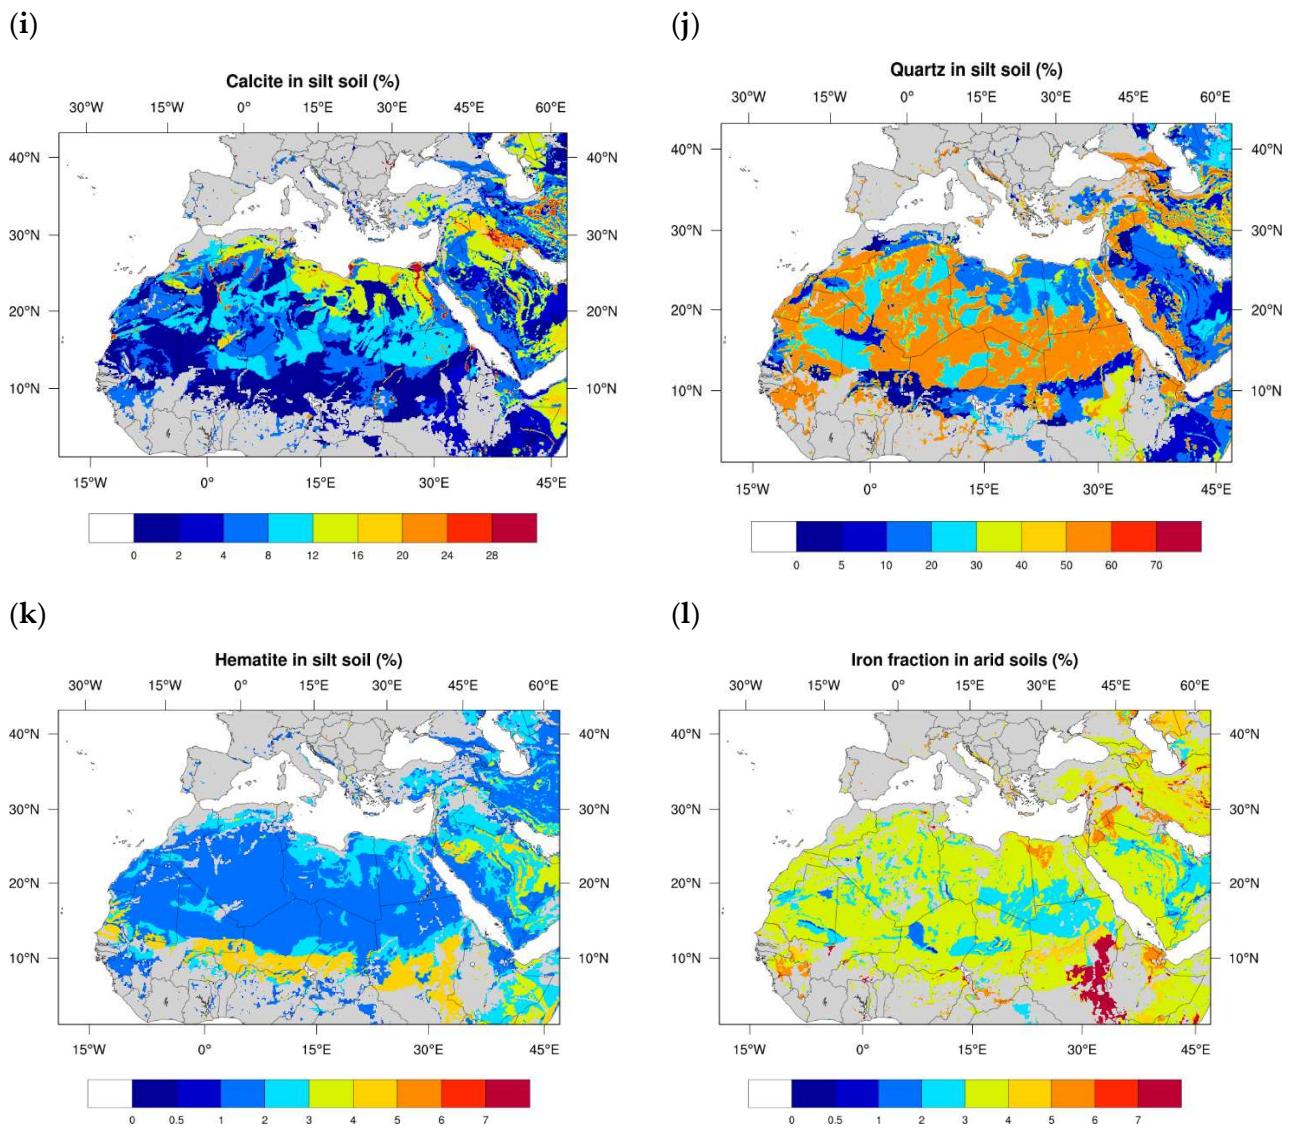 (i)
(j)
Calcite in silt soil (%)
Quartz in silt soil (%)
30°W 15°W 0° 15°E 30°E 45°E 60°E
30°W 15°W 0° 15°E 30°E 45°E 60°E
40°N 40°N
30°N 30°N
20°N 20°N
10°N 10°N
40°N 40°N
30°N 30°N
20°N 20°N
10°N 10°N
15°W 0° 15°E 30°E 45°E
15°W 0° 15°E 30°E 45°E
0 2 4 8 12 16 20 24 28
0 5 10 20 30 40 50 60 70
(k)
(l)
Hematite in silt soil (%)
Iron fraction in arid soils (%)
30°W 15°W 0° 15°E 30°E 45°E 60°E
30°W 15°W 0° 15°E 30°E 45°E 60°E
40°N 40°N
30°N 30°N
20°N 20°N
10°N 10°N
40°N 40°N
30°N 30°N
20°N 20°N
10°N 10°N
15°W 0° 15°E 30°E 45°E
15°W 0° 15°E 30°E 45°E
0 0.5 1 2 3 4 5 6 7
0 0.5 1 2 3 4 5 6 7